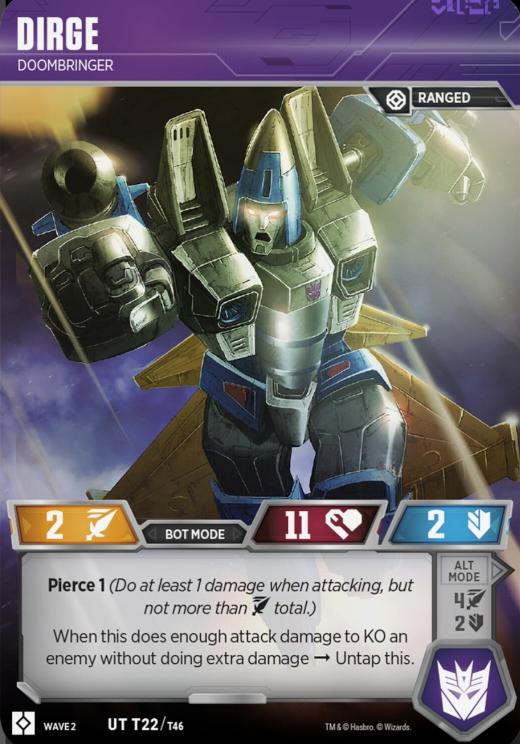 DIRGE
DOOMBRINGER
RANGED
2
BOT MODE
11
2
Pierce 1 (Do at least 1 damage when attacking, but
not more than total.)
When this does enough attack damage to KO an
enemy without doing extra damage → Untap this.
ALT
MODE
4
2
WAVE 2
UT T22/T46
TM & © Hasbro. © Wizards.